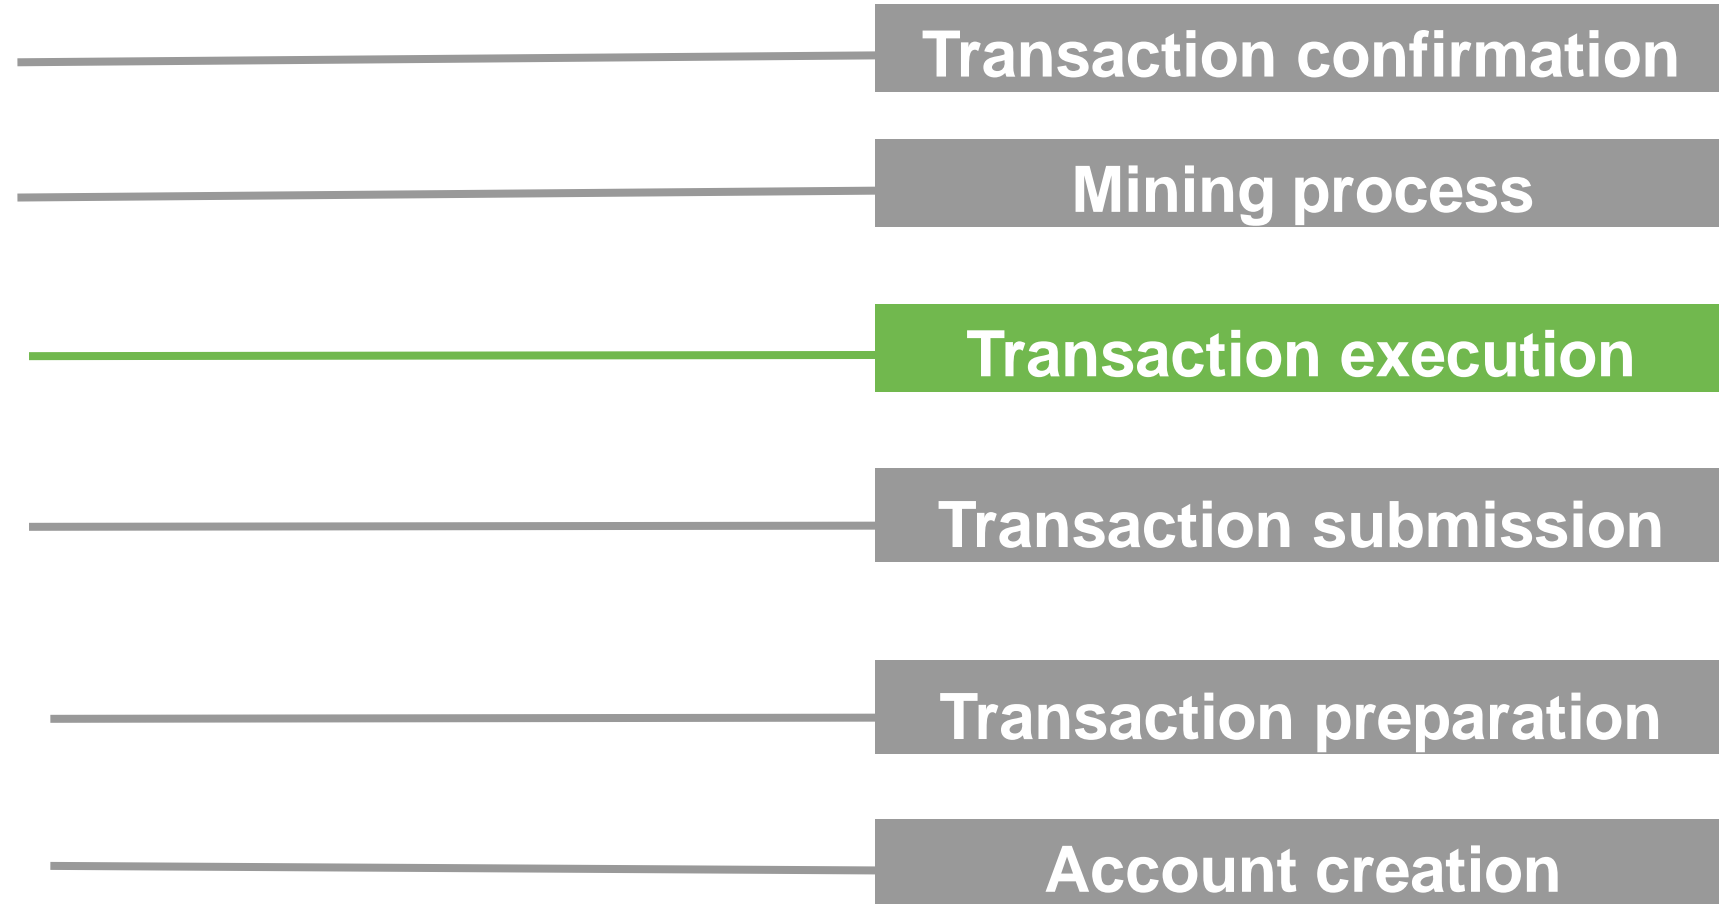 Transaction confirmation
Mining process
Transaction execution
Transaction submission
Transaction preparation
Account creation